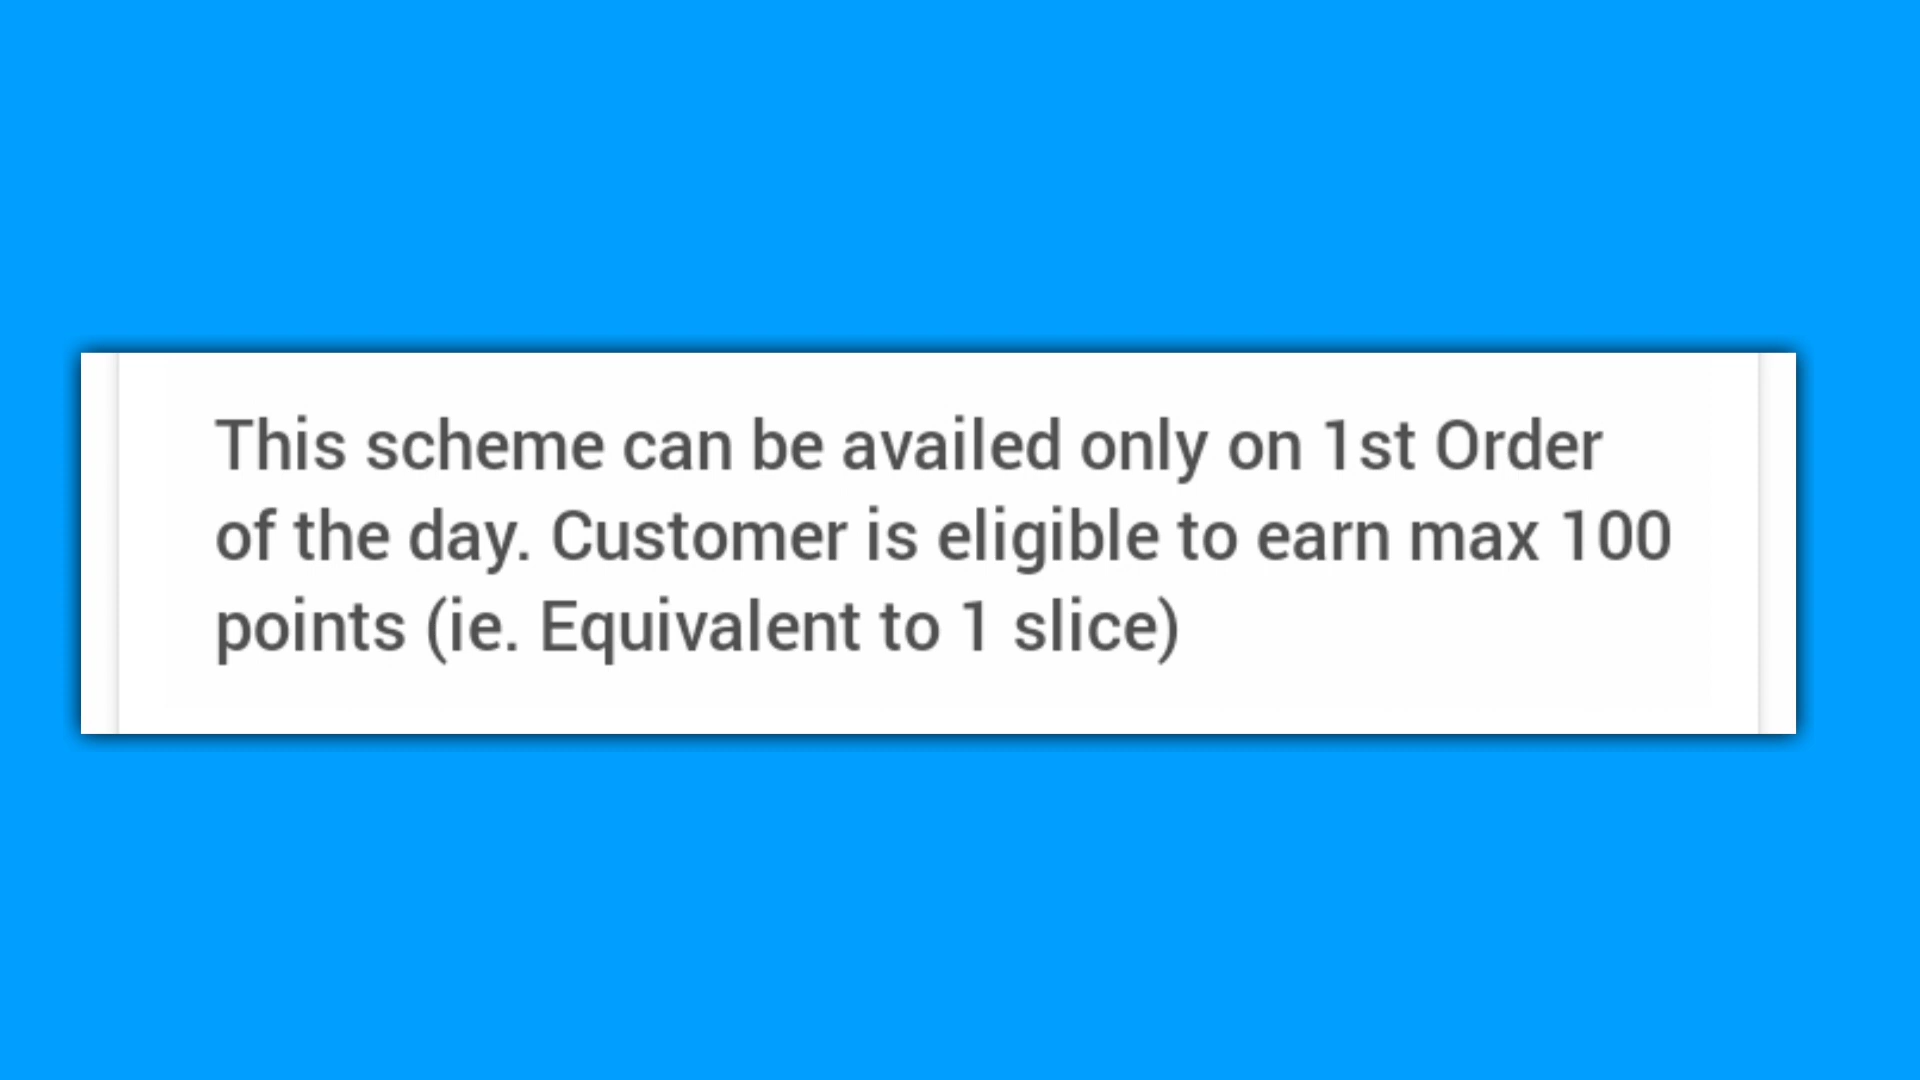 This scheme can be availed only on 1st Order
of the day. Customer is eligible to earn max 100
points (ie. Equivalent to 1 slice)